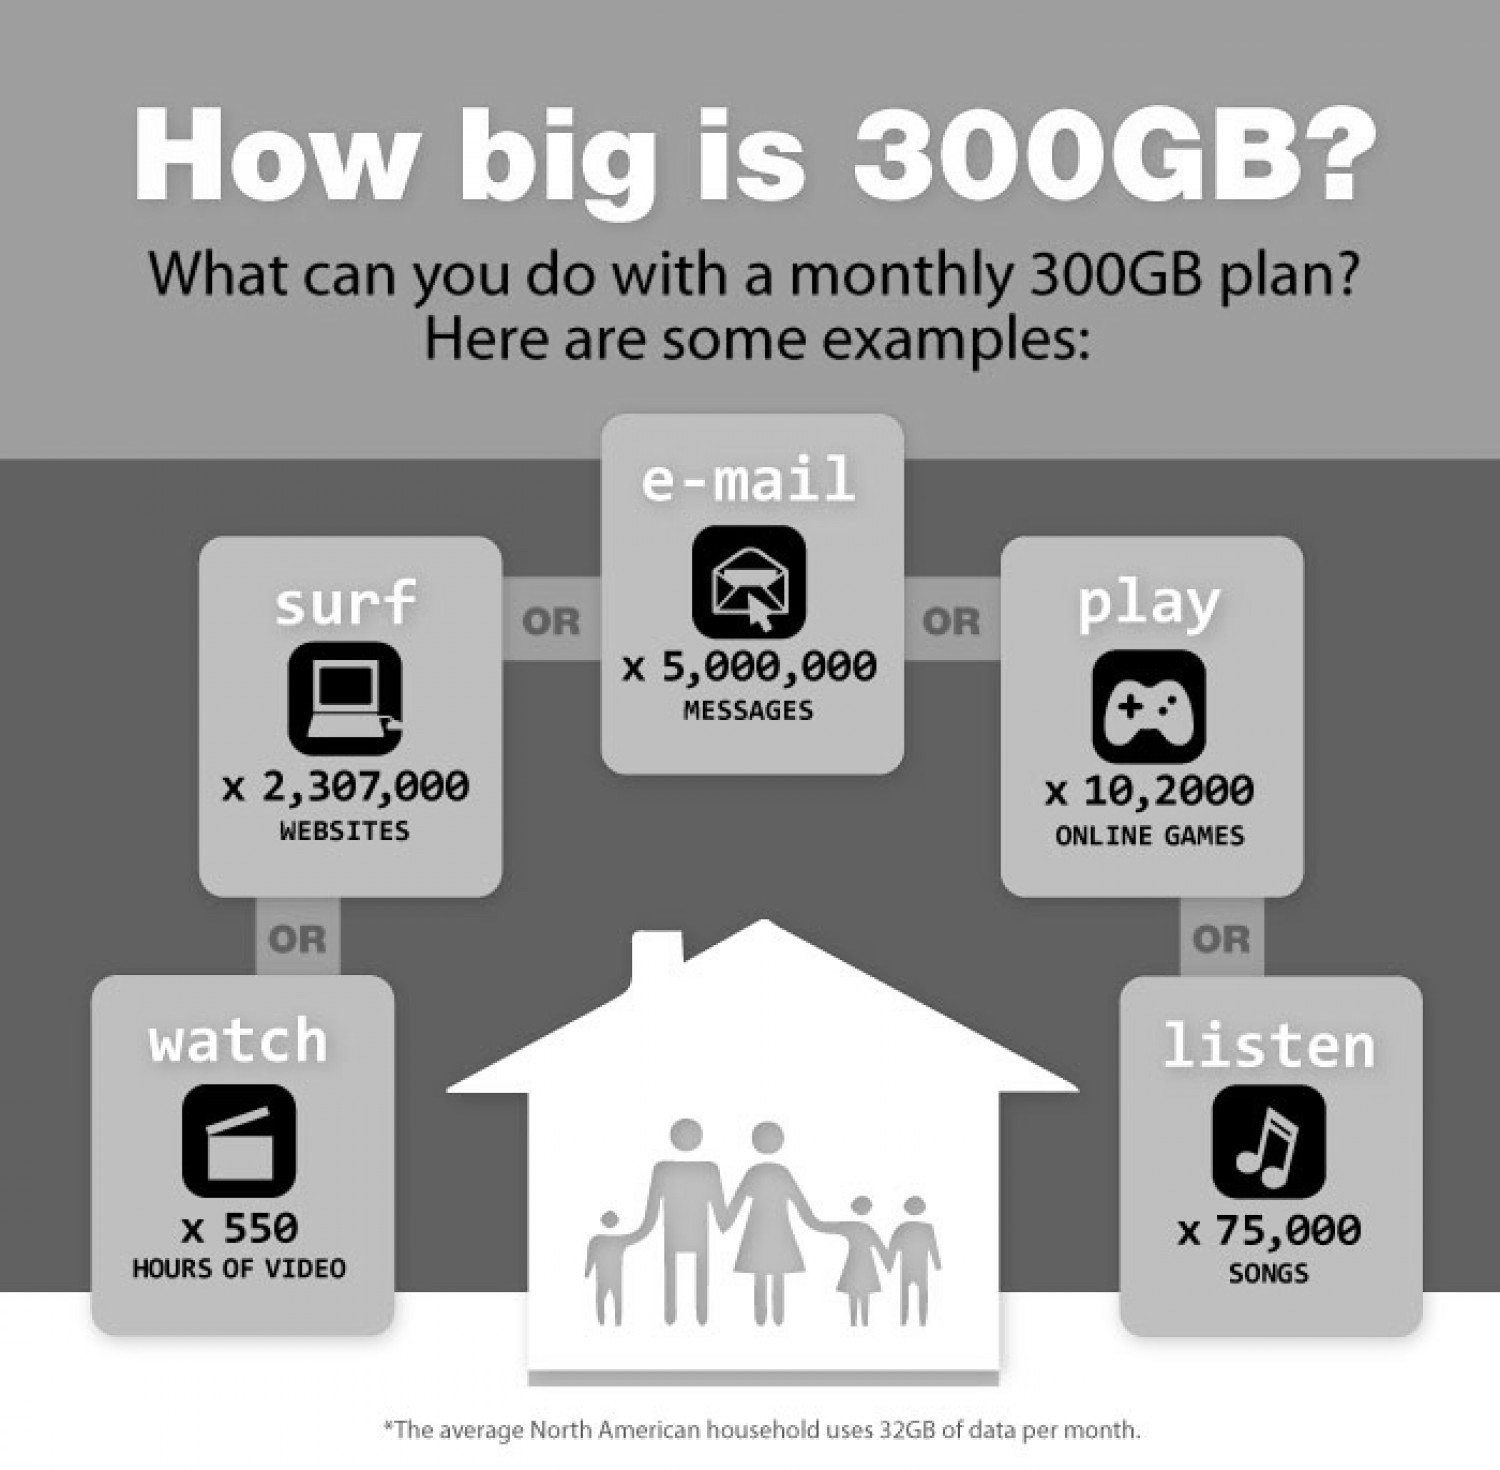 How big is 300GB?
What can you do with a monthly 300GB plan?
Here are some examples:
e-mail
x 5,000,000
MESSAGES
surf
x 2,307,000
WEBSITES
OR
OR
play
x 10,2000
ONLINE GAMES
OR
OR
watch
x 550
HOURS OF VIDEO
listen
x 75,000
SONGS
*The average North American household uses 32GB of data per month.